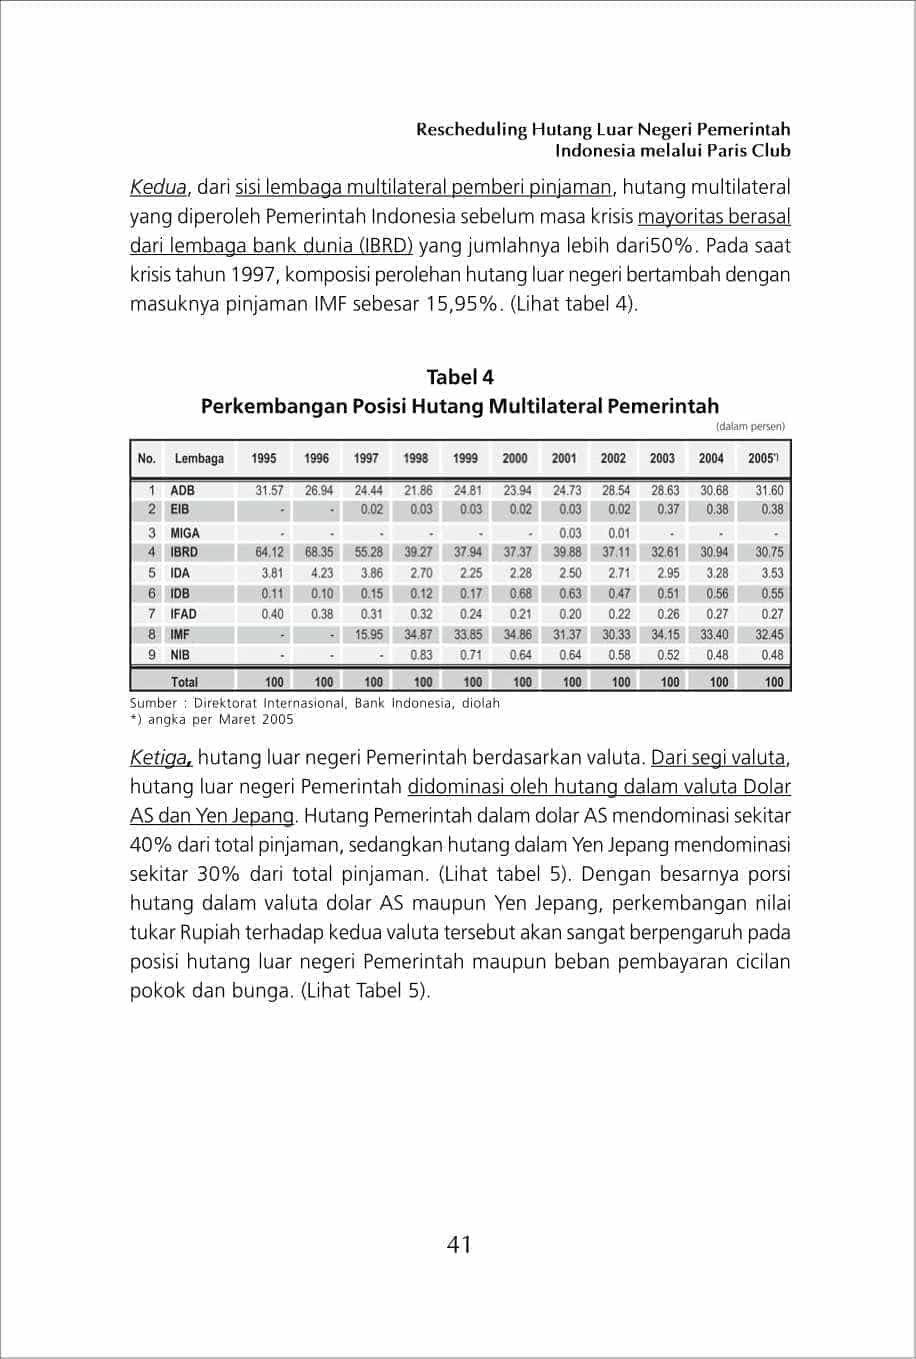 Rescheduling Hutang Luar Negeri Pemerintah
Indonesia melalui Paris Club
Kedua, dari sisi lembaga multilateral pemberi pinjaman, hutang multilateral
yang diperoleh Pemerintah Indonesia sebelum masa krisis mayoritas berasal
dari lembaga bank dunia (IBRD) yang jumlahnya lebih dari50%. Pada saat
krisis tahun 1997, komposisi perolehan hutang luar negeri bertambah dengan
masuknya pinjaman IMF sebesar 15,95%. (Lihat tabel 4).
Tabel 4
Perkembangan Posisi Hutang Multilateral Pemerintah
(dalam persen)
No. Lembaga 1995 1996 1997 1998 1999 2000 2001 2002 2003 2004 2005*)
1 ADB 31.57 26.94 24.44 21.86 24.81 23.94 24.73 28.54 28.63 30.68 31.60
2 EIB - - 0.02 0.03 0.03 0.02 0.03 0.02 0.37 0.38 0.38
3 MIGA - - - - - - 0.03 0.01 - - -
4 IBRD 64.12 68.35 55.28 39.27 37.94 37.37 39.88 37.11 32.61 30.94 30.75
5 IDA 3.81 4.23 3.86 2.70 2.25 2.28 2.50 2.71 2.95 3.28 3.53
6 IDB 0.11 0.10 0.15 0.12 0.17 0.68 0.63 0.47 0.51 0.56 0.55
7 IFAD 0.40 0.38 0.31 0.32 0.24 0.21 0.20 0.22 0.26 0.27 0.27
8 IMF - - 15.95 34.87 33.85 34.86 31.37 30.33 34.15 33.40 32.45
9 NIB - - - 0.83 0.71 0.64 0.64 0.58 0.52 0.48 0.48
Total 100 100 100 100 100 100 100 100 100 100 100
Sumber : Direktorat Internasional, Bank Indonesia, diolah
*) angka per Maret 2005
Ketiga, hutang luar negeri Pemerintah berdasarkan valuta. Dari segi valuta,
hutang luar negeri Pemerintah didominasi oleh hutang dalam valuta Dolar
AS dan Yen Jepang. Hutang Pemerintah dalam dolar AS mendominasi sekitar
40% dari total pinjaman, sedangkan hutang dalam Yen Jepang mendominasi
sekitar 30% dari total pinjaman. (Lihat tabel 5). Dengan besarnya porsi
hutang dalam valuta dolar AS maupun Yen Jepang, perkembangan nilai
tukar Rupiah terhadap kedua valuta tersebut akan sangat berpengaruh pada
posisi hutang luar negeri Pemerintah maupun beban pembayaran cicilan
pokok dan bunga. (Lihat Tabel 5).
41